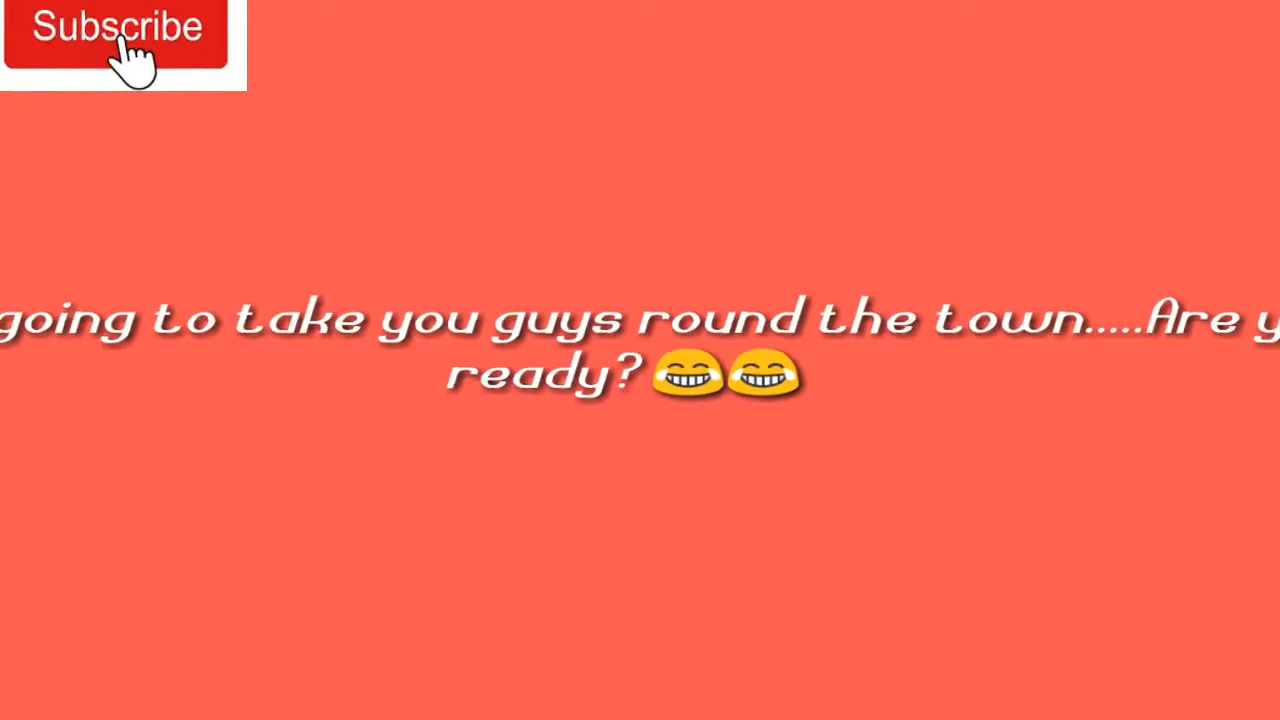 Subscribe
going to take you guys round the town.....Are y
ready? 😂😂